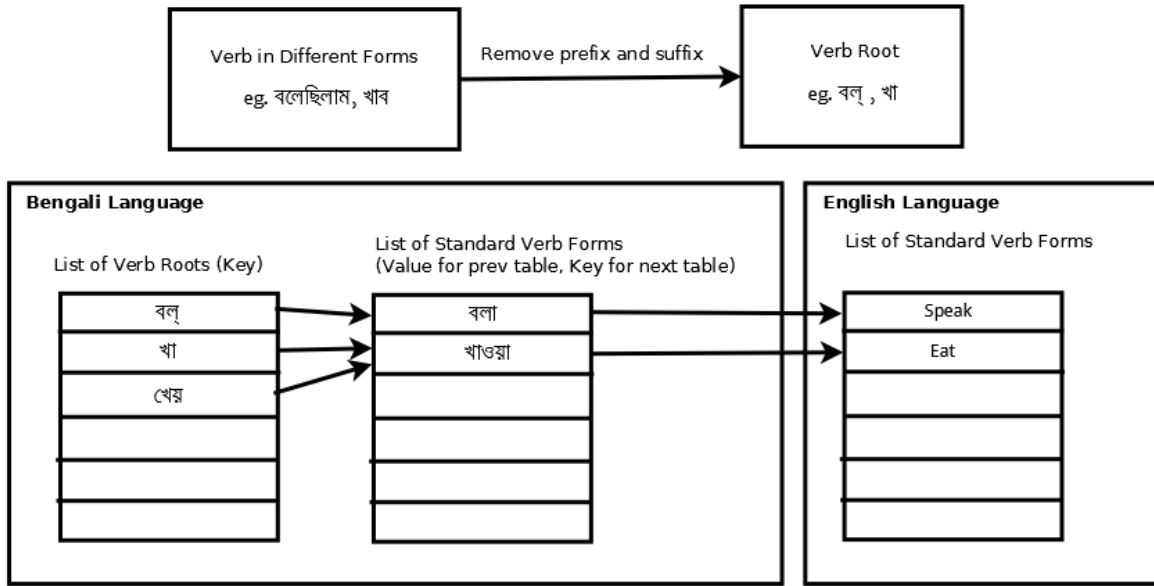 Verb in Different Forms
eg. বলেছিলাম, খাব
Remove prefix and suffix
Verb Root
eg. বল্ , খা
Bengali Language
List of Verb Roots (Key)
বল্
খা
খেয়
List of Standard Verb Forms
(Value for prev table, Key for next table)
বলা
খাওয়া
English Language
List of Standard Verb Forms
Speak
Eat